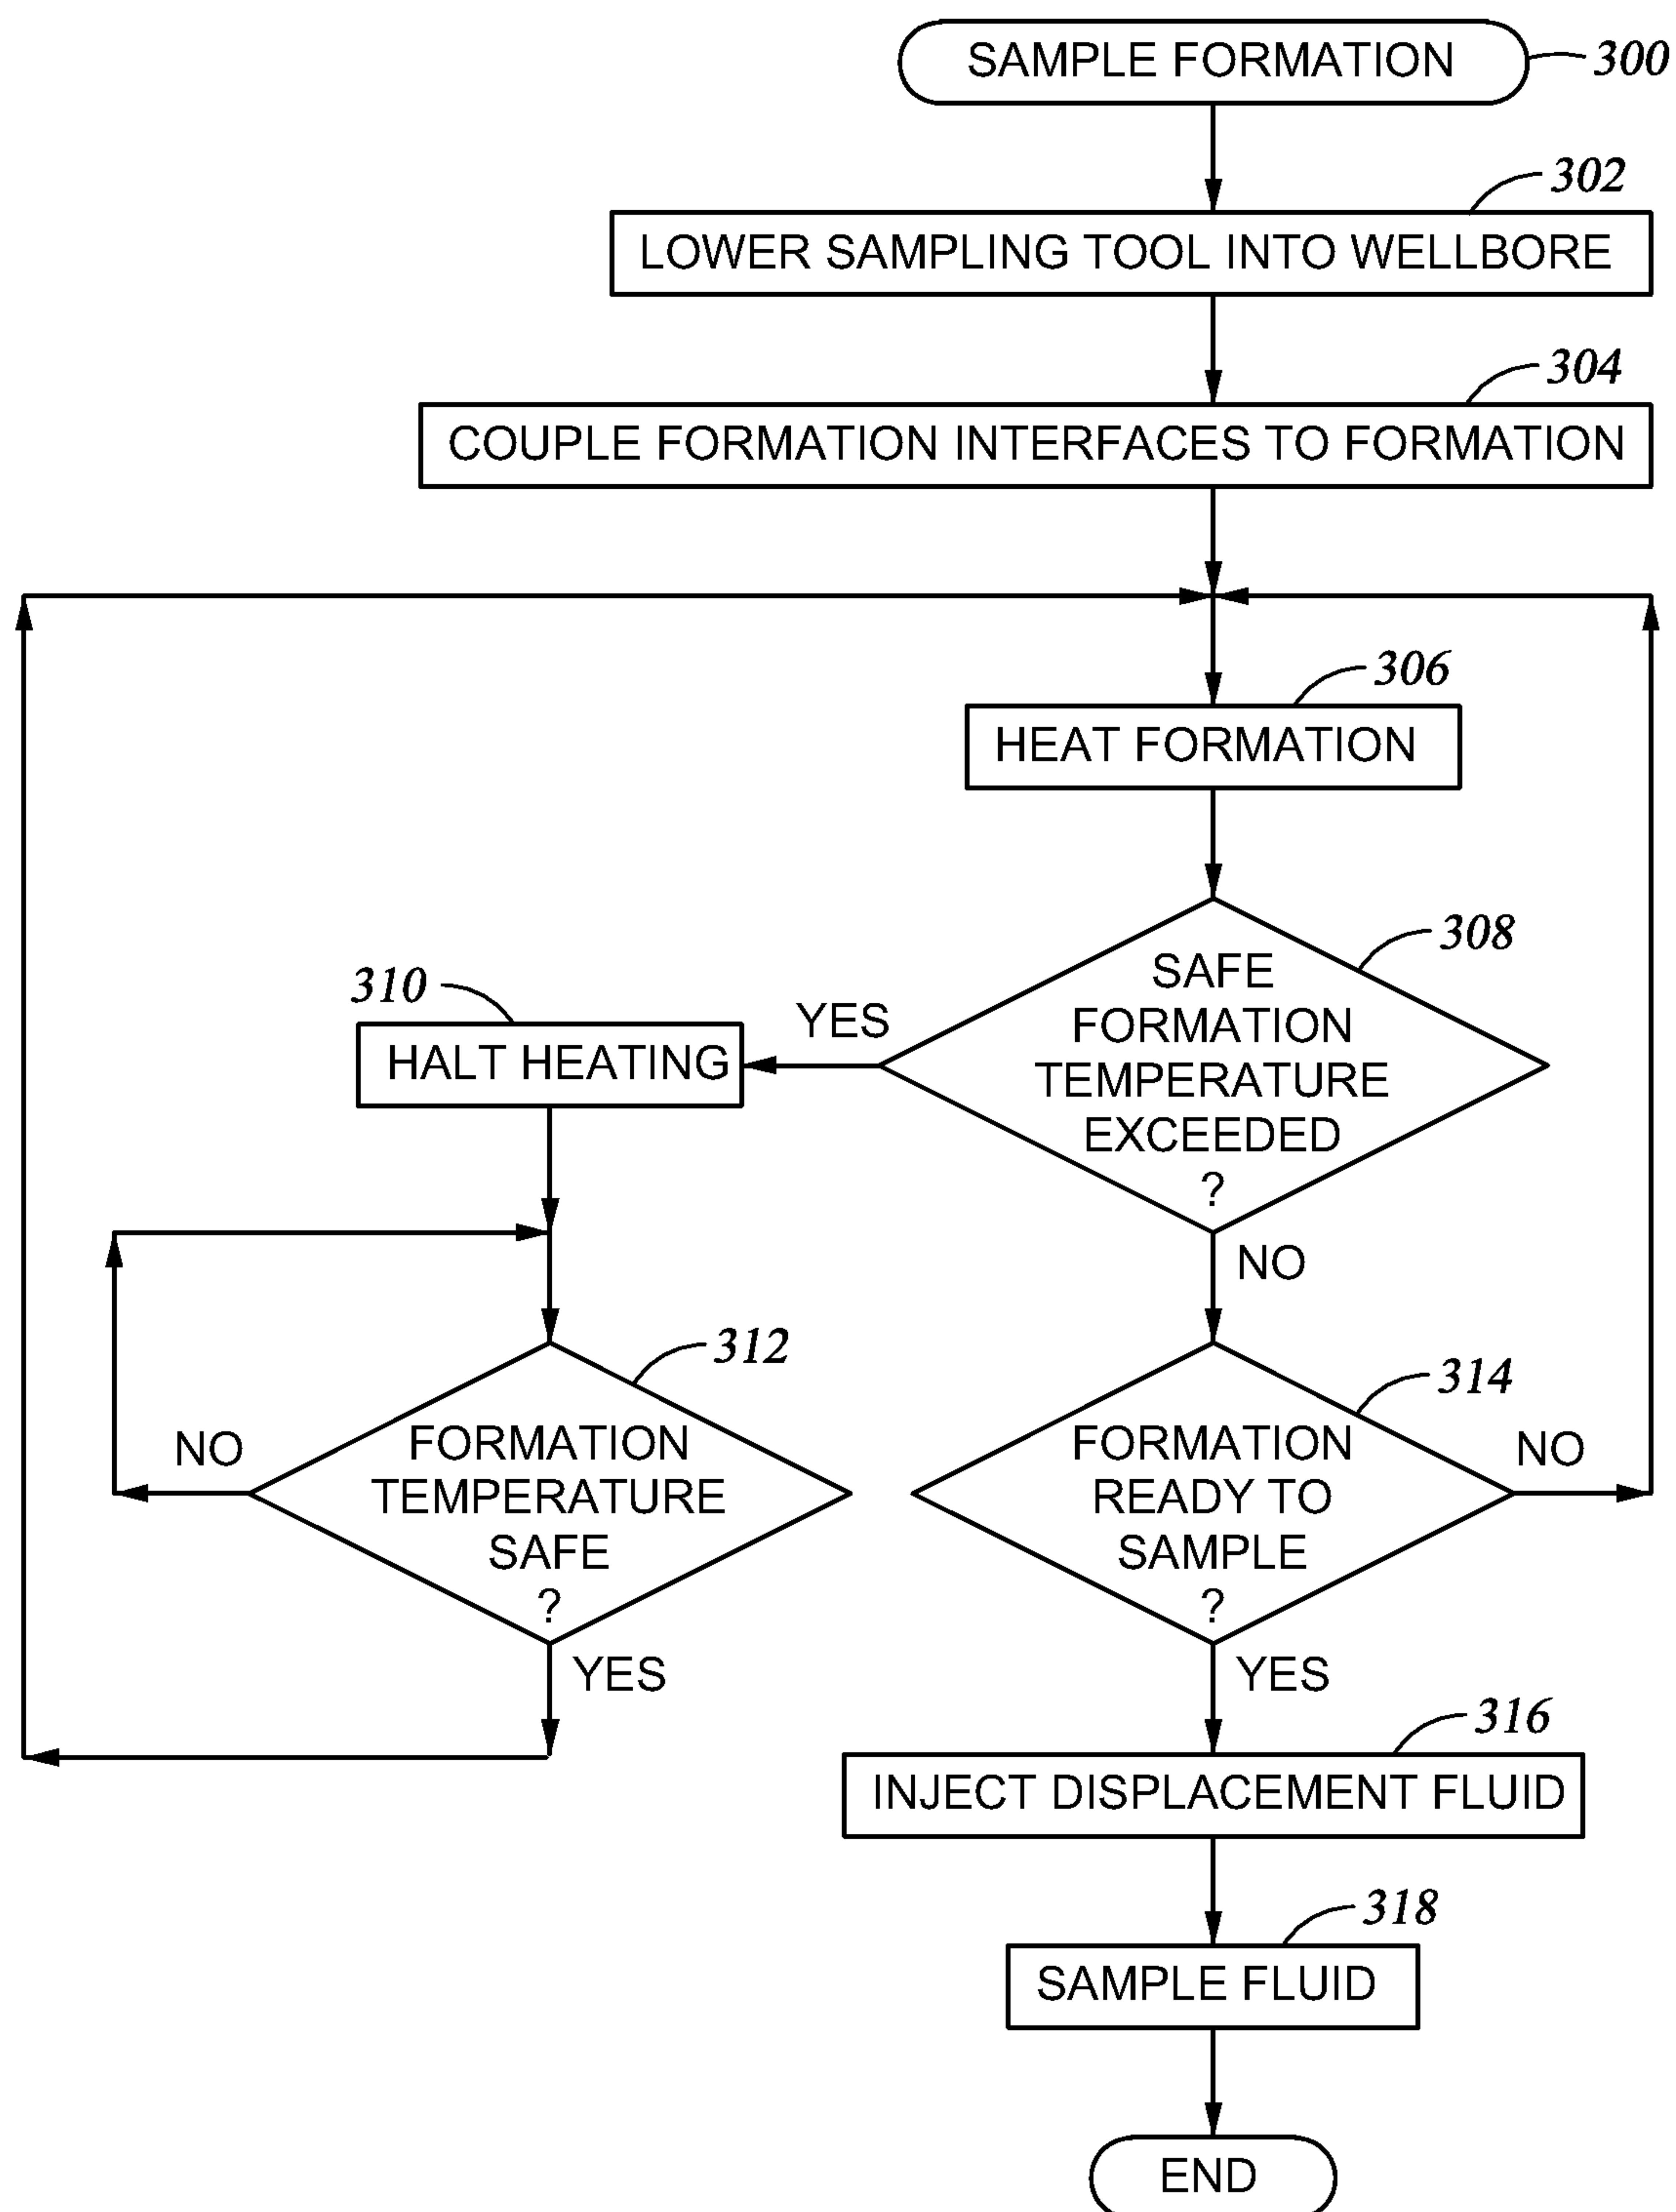 SAMPLE FORMATION
300
302
LOWER SAMPLING TOOL INTO WELLBORE
304
COUPLE FORMATION INTERFACES TO FORMATION
306
HEAT FORMATION
308
SAFE
FORMATION
TEMPERATURE
EXCEEDED
?
YES
310
HALT HEATING
NO
312
FORMATION
TEMPERATURE
SAFE
?
NO
YES
314
FORMATION
READY TO
SAMPLE
?
NO
YES
316
INJECT DISPLACEMENT FLUID
318
SAMPLE FLUID
END